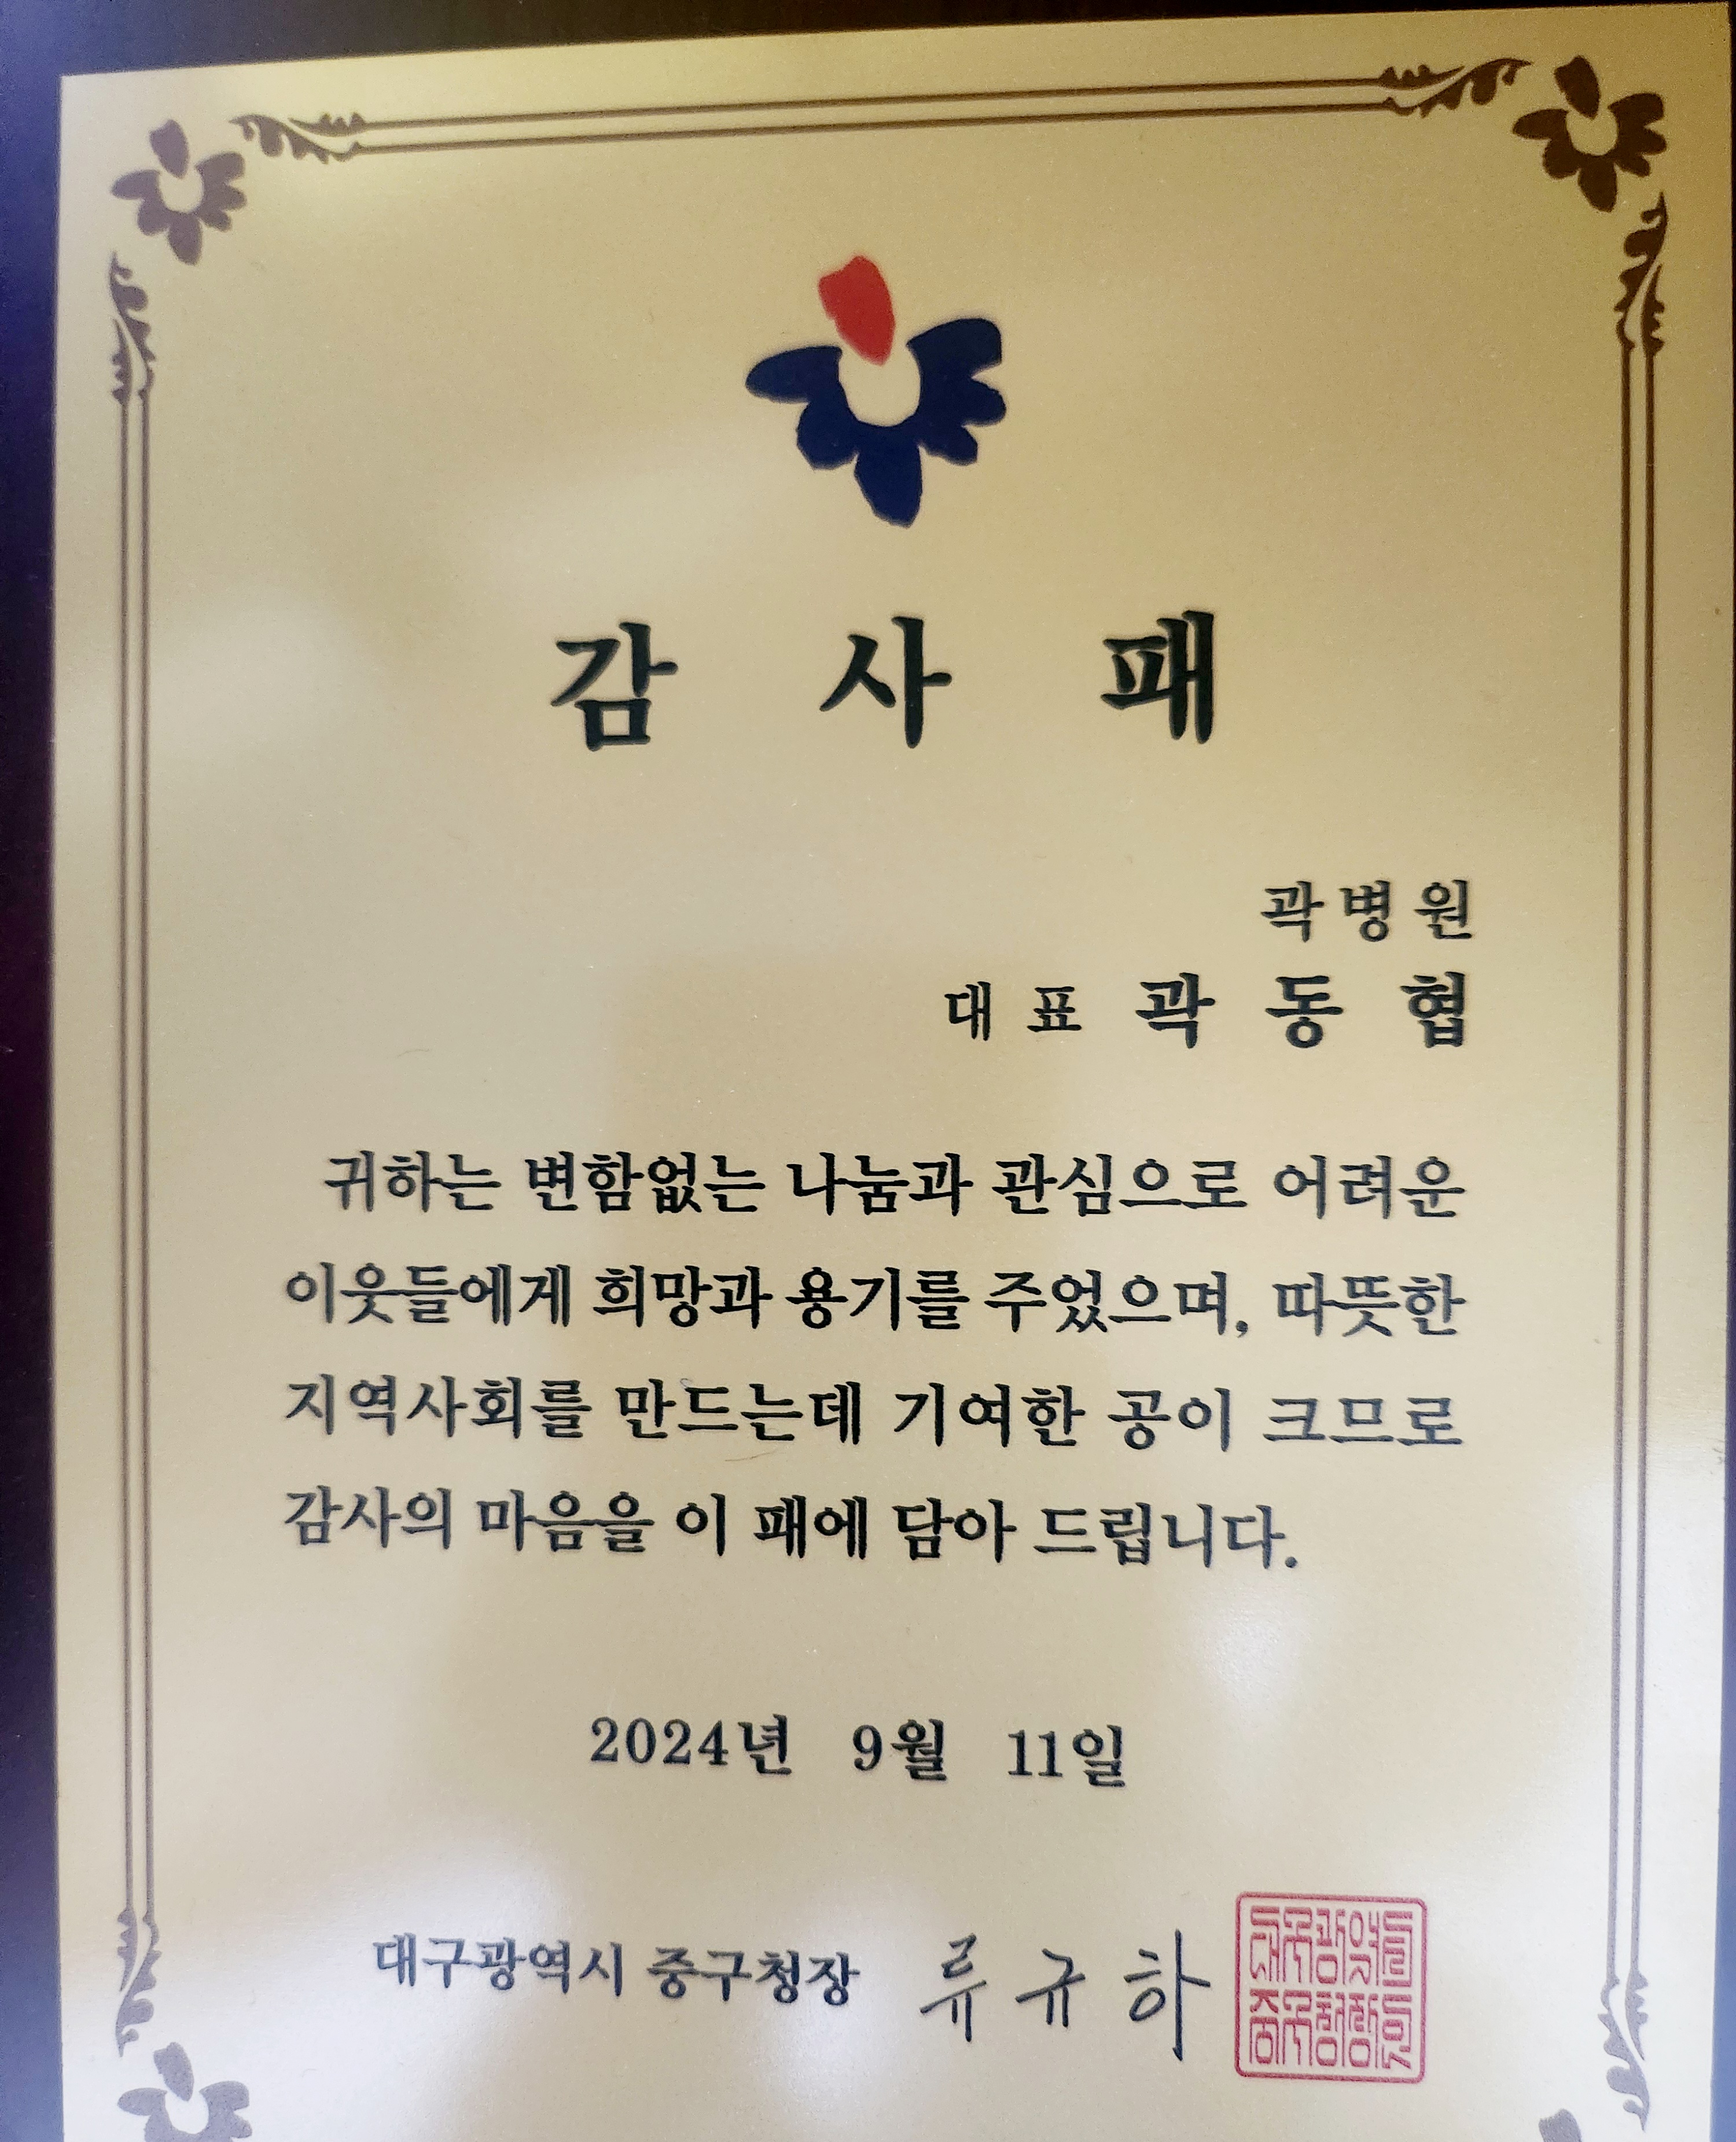 감 사 패
곽병원
대 표 곽 동 협
귀하는 변함없는 나눔과 관심으로 어려운
이웃들에게 희망과 용기를 주었으며, 따뜻한
지역사회를 만드는데 기여한 공이 크므로
감사의 마음을 이 패에 담아 드립니다.
2024년 9월 11일
대구광역시 중구청장 류규하